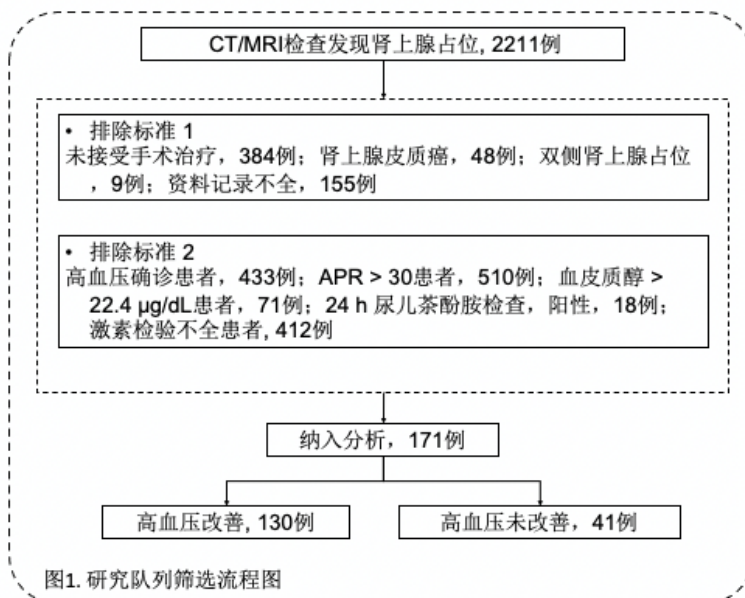 CT/MRI检查发现肾上腺占位, 2211例
• 排除标准 1
未接受手术治疗，384例；肾上腺皮质癌，48例；双侧肾上腺占位
，9例；资料记录不全，155例
• 排除标准 2
高血压确诊患者，433例；APR > 30患者，510例；血皮质醇 >
22.4 μg/dL患者，71例；24 h 尿儿茶酚胺检查，阳性，18例；
激素检验不全患者, 412例
纳入分析，171例
高血压改善, 130例
高血压未改善，41例
图1. 研究队列筛选流程图